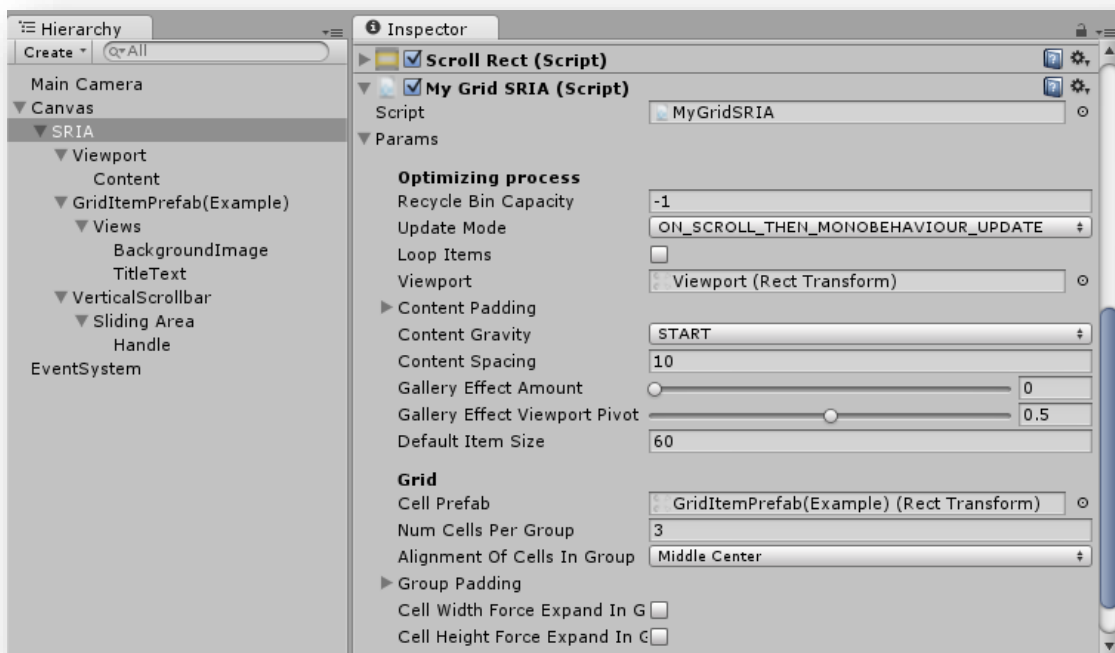 Hierarchy
Create All
Main Camera
Canvas
SRIA
Viewport
Content
GridItemPrefab(Example)
Views
BackgroundImage
TitleText
VerticalScrollbar
Sliding Area
Handle
EventSystem
Inspector
Scroll Rect (Script)
My Grid SRIA (Script)
Script MyGridSRIA
Params
Optimizing process
Recycle Bin Capacity -1
Update Mode ON_SCROLL_THEN_MONOBEHAVIOUR_UPDATE
Loop Items
Viewport Viewport (Rect Transform)
Content Padding
Content Gravity START
Content Spacing 10
Gallery Effect Amount 0
Gallery Effect Viewport Pivot 0.5
Default Item Size 60
Grid
Cell Prefab GridItemPrefab(Example) (Rect Transform)
Num Cells Per Group 3
Alignment Of Cells In Group Middle Center
Group Padding
Cell Width Force Expand In G
Cell Height Force Expand In G